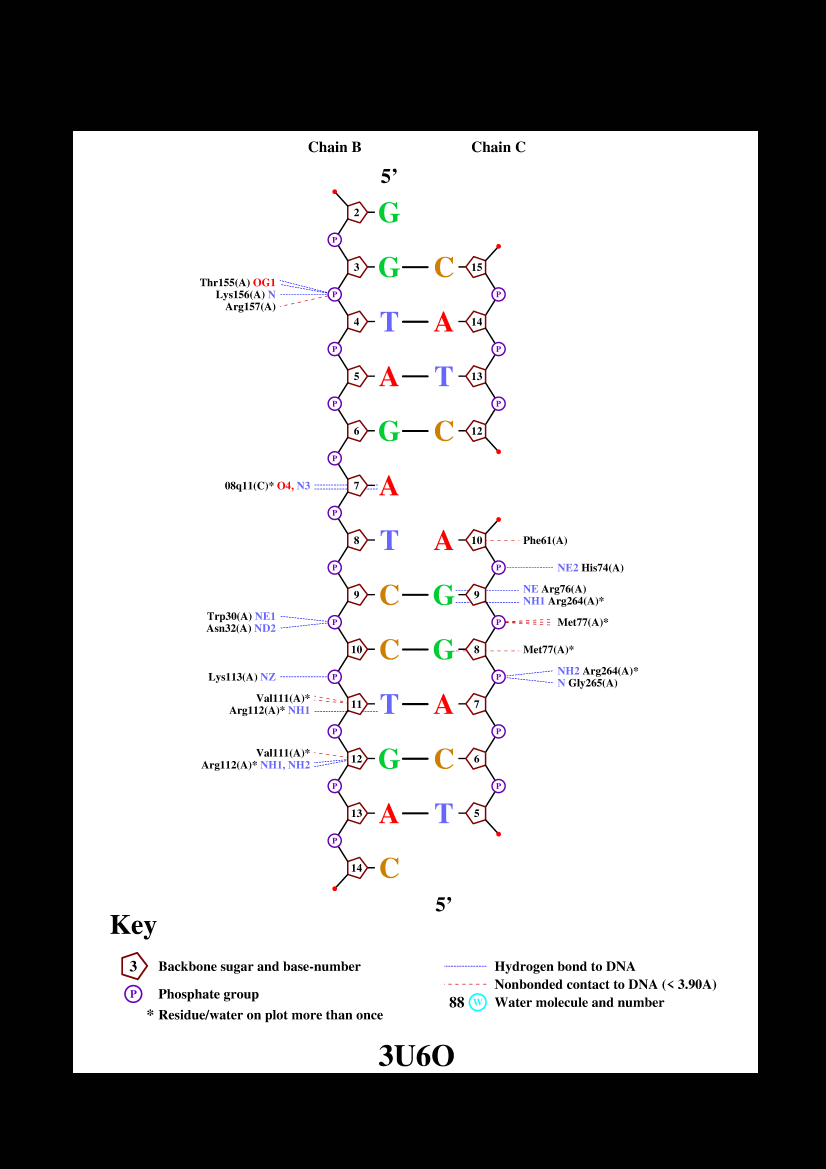 Chain B Chain C
5’
2 G
P
3 G C 15
Thr155(A) OG1
Lys156(A) N P P
Arg157(A)
4 T A 14
P P
5 A T 13
P P
6 G C 12
P
08q11(C)* O4, N3 7 A
P
8 T A 10 Phe61(A)
P P NE2 His74(A)
NE Arg76(A)
9 C G 9
NH1 Arg264(A)*
Trp30(A) NE1
P P Met77(A)*
Asn32(A) ND2
10 C G 8 Met77(A)*
NH2 Arg264(A)*
Lys113(A) NZ P P
N Gly265(A)
Val111(A)*
11 T A 7
Arg112(A)* NH1
P P
Val111(A)*
12 G C 6
Arg112(A)* NH1, NH2
P P
13 A T 5
P
14 C
5’
Key
3 Backbone sugar and base-number
P Phosphate group
* Residue/water on plot more than once
Hydrogen bond to DNA
Nonbonded contact to DNA (< 3.90A)
88 W Water molecule and number
3U6O